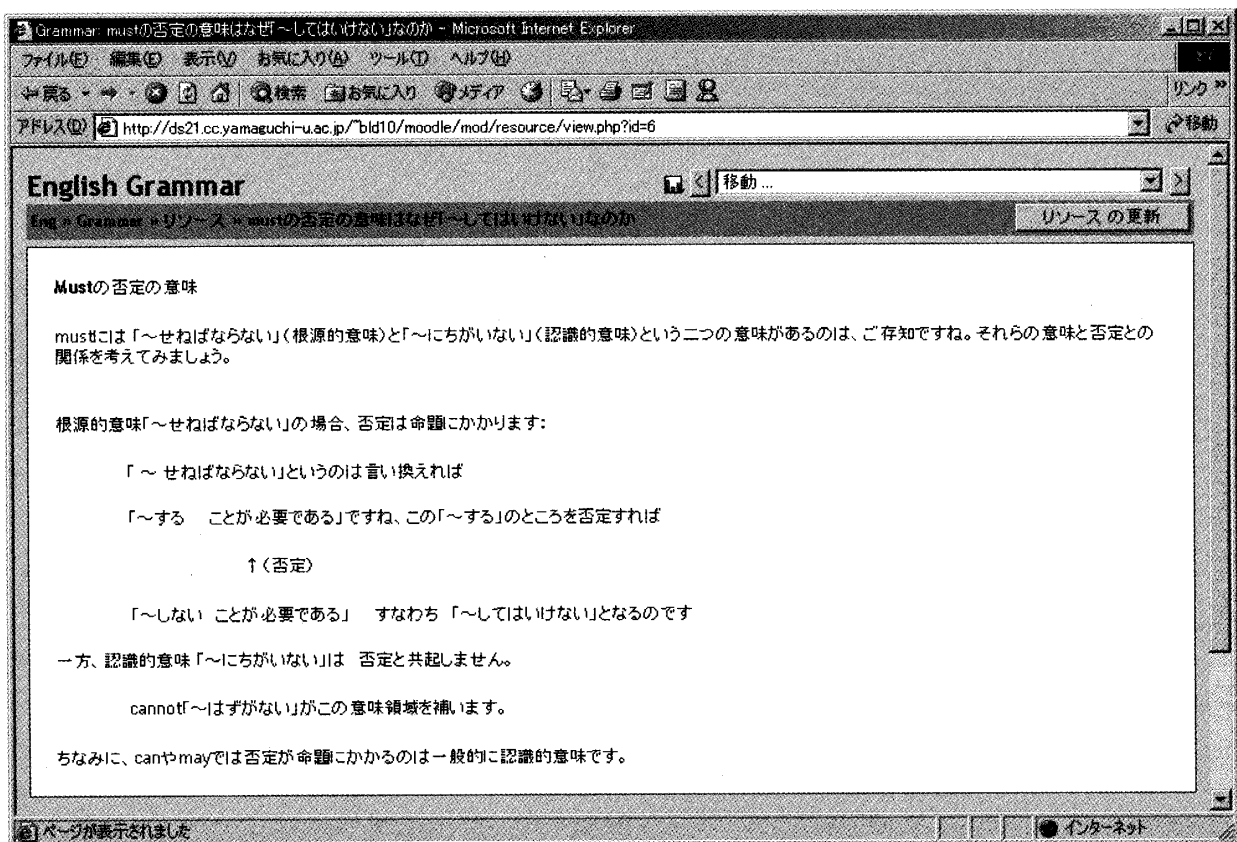 Grammar: mustの否定の意味はなぜ「~してはいけない」なのか - Microsoft Internet Explorer
ファイル(F) 編集(E) 表示(V) お気に入り(A) ツール(T) ヘルプ(H)
戻る 検索 お気に入り メディア リンク »
アドレス(D) http://ds21.cc.yamaguchi-u.ac.jp/~bld10/moodle/mod/resource/view.php?id=6 移動
English Grammar 移動 ...
Eng » Grammar » リソース » mustの否定の意味はなぜ「~してはいけない」なのか リソース の更新
Mustの否定の意味
mustには「~せねばならない」(根源的意味)と「~にちがいない」(認識的意味)という二つの意味があるのは、ご存知ですね。それらの意味と否定との
関係を考えてみましょう。
根源的意味「~せねばならない」の場合、否定は命題にかかります:
「 ~ せねばならない」というのは言い換えれば
「~する ことが必要である」ですね、この「~する」のところを否定すれば
↑(否定)
「~しない ことが必要である」 すなわち 「~してはいけない」となるのです
一方、認識的意味「~にちがいない」は 否定と共起しません。
cannot「~はずがない」がこの意味領域を補います。
ちなみに、canやmayでは否定が命題にかかるのは一般的に認識的意味です。
ページが表示されました インターネット